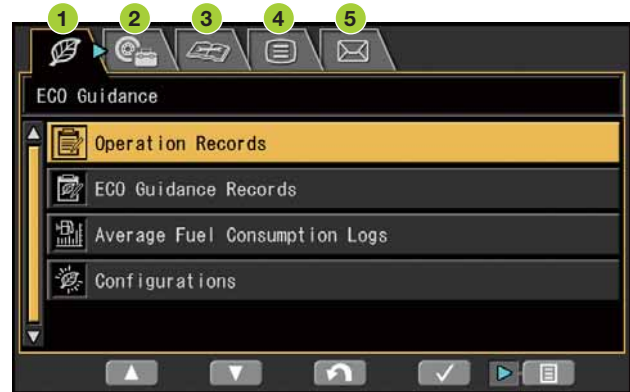 1 2 3 4 5
ECO Guidance
Operation Records
ECO Guidance Records
Average Fuel Consumption Logs
Configurations